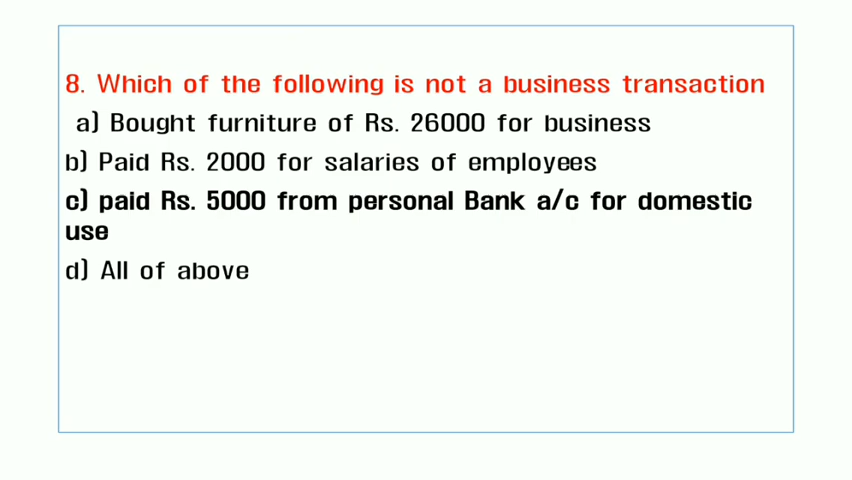 8. Which of the following is not a business transaction
a) Bought furniture of Rs. 26000 for business
b) Paid Rs. 2000 for salaries of employees
c) paid Rs. 5000 from personal Bank a/c for domestic
use
d) All of above